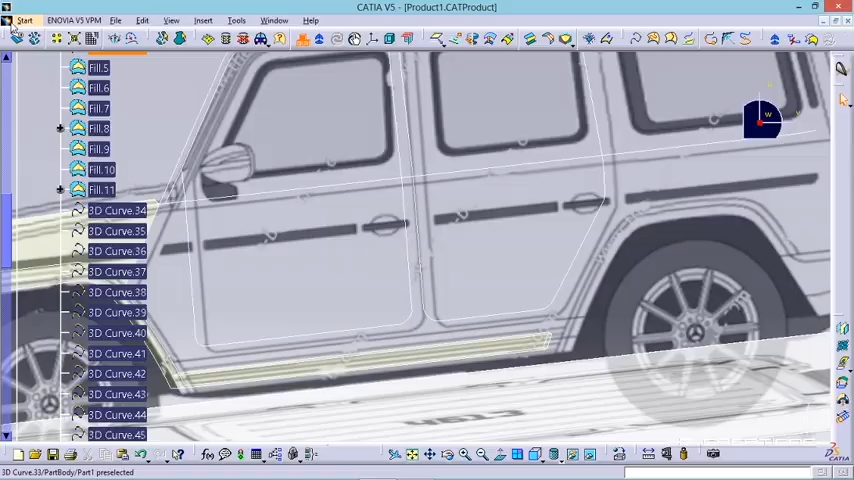 CATIA V5 - [Product1.CATProduct]
Start ENOVIA V5 VPM File Edit View Insert Tools Window Help
Fill.5
Fill.6
Fill.7
Fill.8
Fill.9
Fill.10
Fill.11
3D Curve.34
3D Curve.35
3D Curve.36
3D Curve.37
3D Curve.38
3D Curve.39
3D Curve.40
3D Curve.41
3D Curve.42
3D Curve.43
3D Curve.44
3D Curve.45
w
v
CATIA
3D Curve.33/PartBody/Part1 preselected